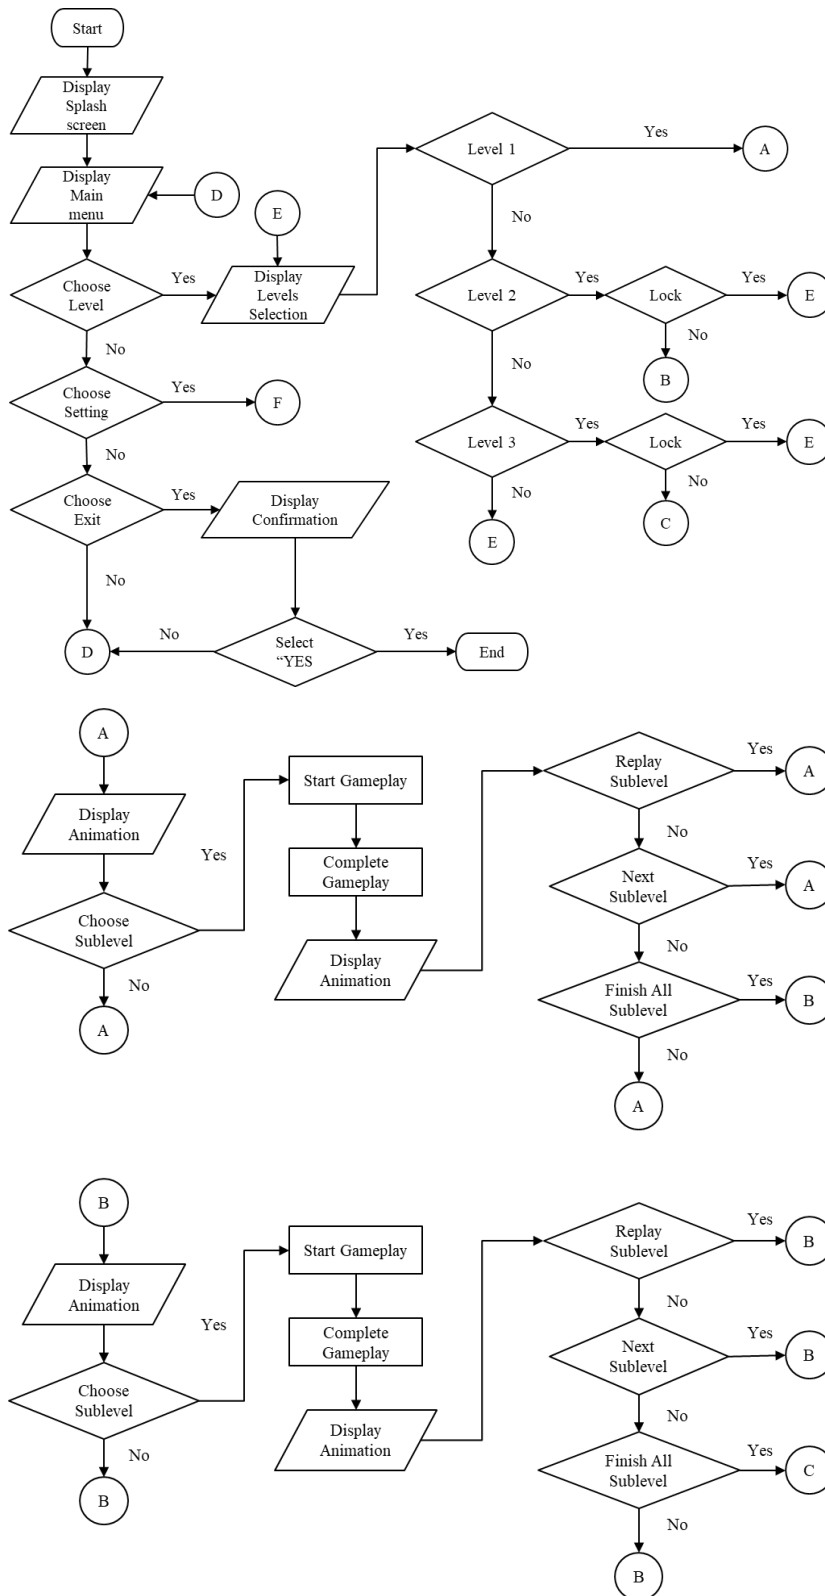 Start
Display
Splash
screen
Display
Main
menu
D
E
Choose
Level
Yes
Display
Levels
Selection
No
Choose
Setting
Yes
F
No
Choose
Exit
Yes
Display
Confirmation
No
D
No
Select
“YES
Yes
End
Level 1
Yes
A
No
Level 2
Yes
Lock
Yes
E
No
B
No
Level 3
Yes
Lock
Yes
E
No
C
No
E
A
Display
Animation
Choose
Sublevel
Yes
No
A
Start Gameplay
Complete
Gameplay
Display
Animation
Replay
Sublevel
Yes
A
No
Next
Sublevel
Yes
A
No
Finish All
Sublevel
Yes
B
No
A
B
Display
Animation
Choose
Sublevel
Yes
No
B
Start Gameplay
Complete
Gameplay
Display
Animation
Replay
Sublevel
Yes
B
No
Next
Sublevel
Yes
B
No
Finish All
Sublevel
Yes
C
No
B